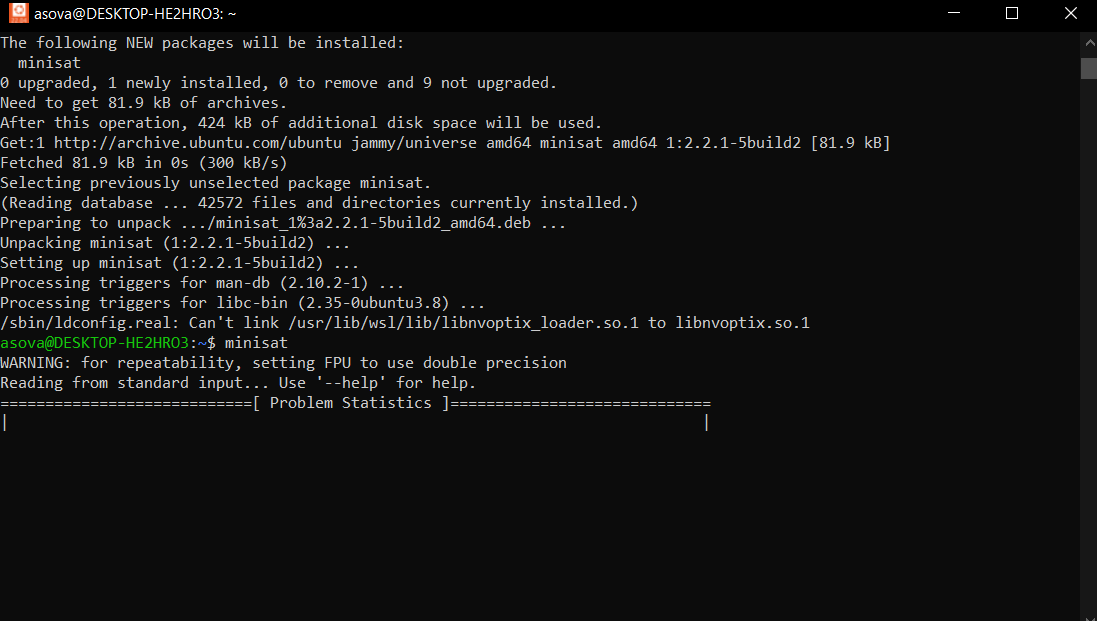 asova@DESKTOP-HE2HRO3: ~
The following NEW packages will be installed:
  minisat
0 upgraded, 1 newly installed, 0 to remove and 9 not upgraded.
Need to get 81.9 kB of archives.
After this operation, 424 kB of additional disk space will be used.
Get:1 http://archive.ubuntu.com/ubuntu jammy/universe amd64 minisat amd64 1:2.2.1-5build2 [81.9 kB]
Fetched 81.9 kB in 0s (300 kB/s)
Selecting previously unselected package minisat.
(Reading database ... 42572 files and directories currently installed.)
Preparing to unpack .../minisat_1%3a2.2.1-5build2_amd64.deb ...
Unpacking minisat (1:2.2.1-5build2) ...
Setting up minisat (1:2.2.1-5build2) ...
Processing triggers for man-db (2.10.2-1) ...
Processing triggers for libc-bin (2.35-0ubuntu3.8) ...
/sbin/ldconfig.real: Can't link /usr/lib/wsl/lib/libnvoptix_loader.so.1 to libnvoptix.so.1
asova@DESKTOP-HE2HRO3:~$ minisat
WARNING: for repeatability, setting FPU to use double precision
Reading from standard input... Use '--help' for help.
============================[ Problem Statistics ]=============================
|                                                                             |